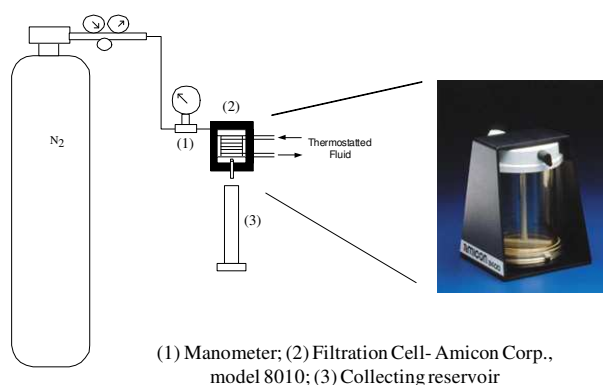 N2
(1)
(2)
Thermostatted
Fluid
(3)
amicon
(1) Manometer; (2) Filtration Cell- Amicon Corp.,
model 8010; (3) Collecting reservoir